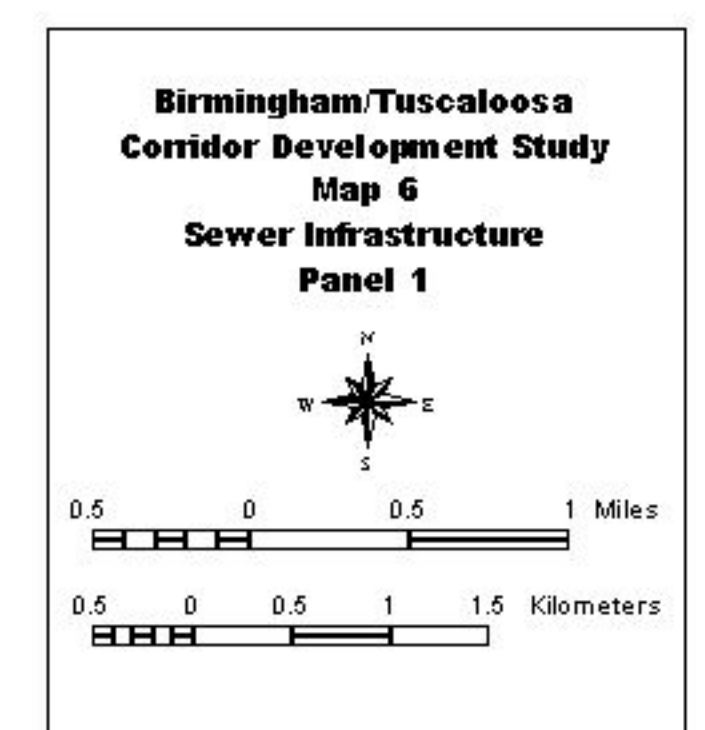 Birmingham/Tuscaloosa
Corridor Development Study
Map 6
Sewer Infrastructure
Panel 1
N
W E
S
0.5 0 0.5 1 Miles
0.5 0 0.5 1 1.5 Kilometers